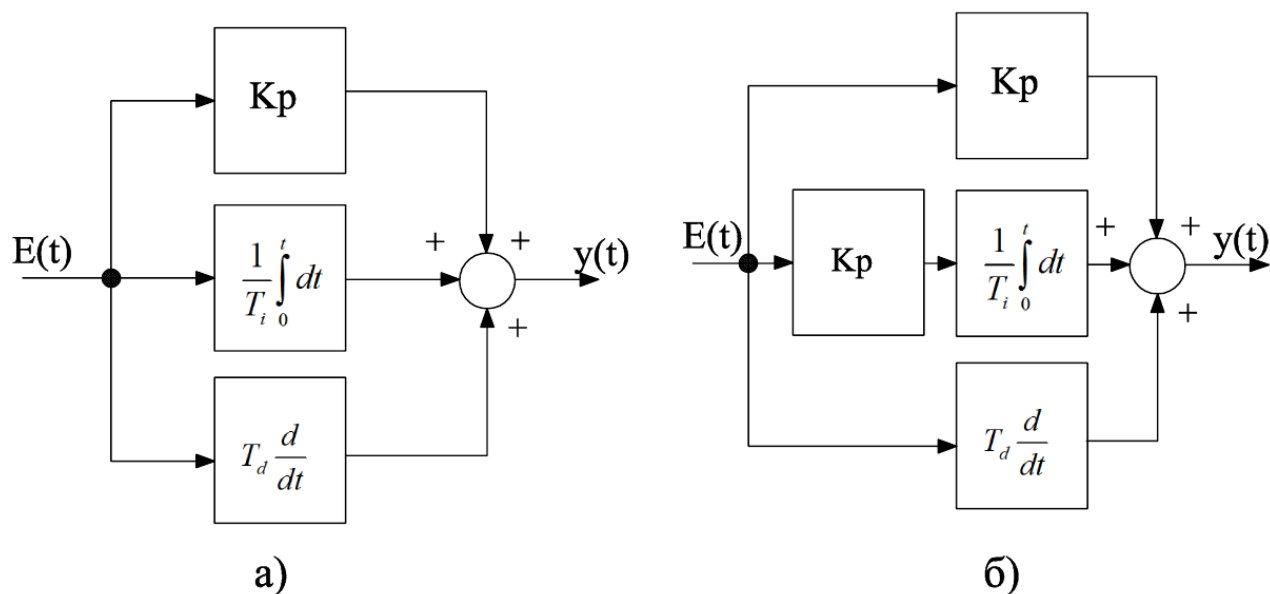 Kp
E(t)
1/T_i ∫_0^t dt
+
+
y(t)
+
T_d d/dt
а)
Kp
E(t)
Kp
1/T_i ∫_0^t dt
+
+
y(t)
+
T_d d/dt
б)